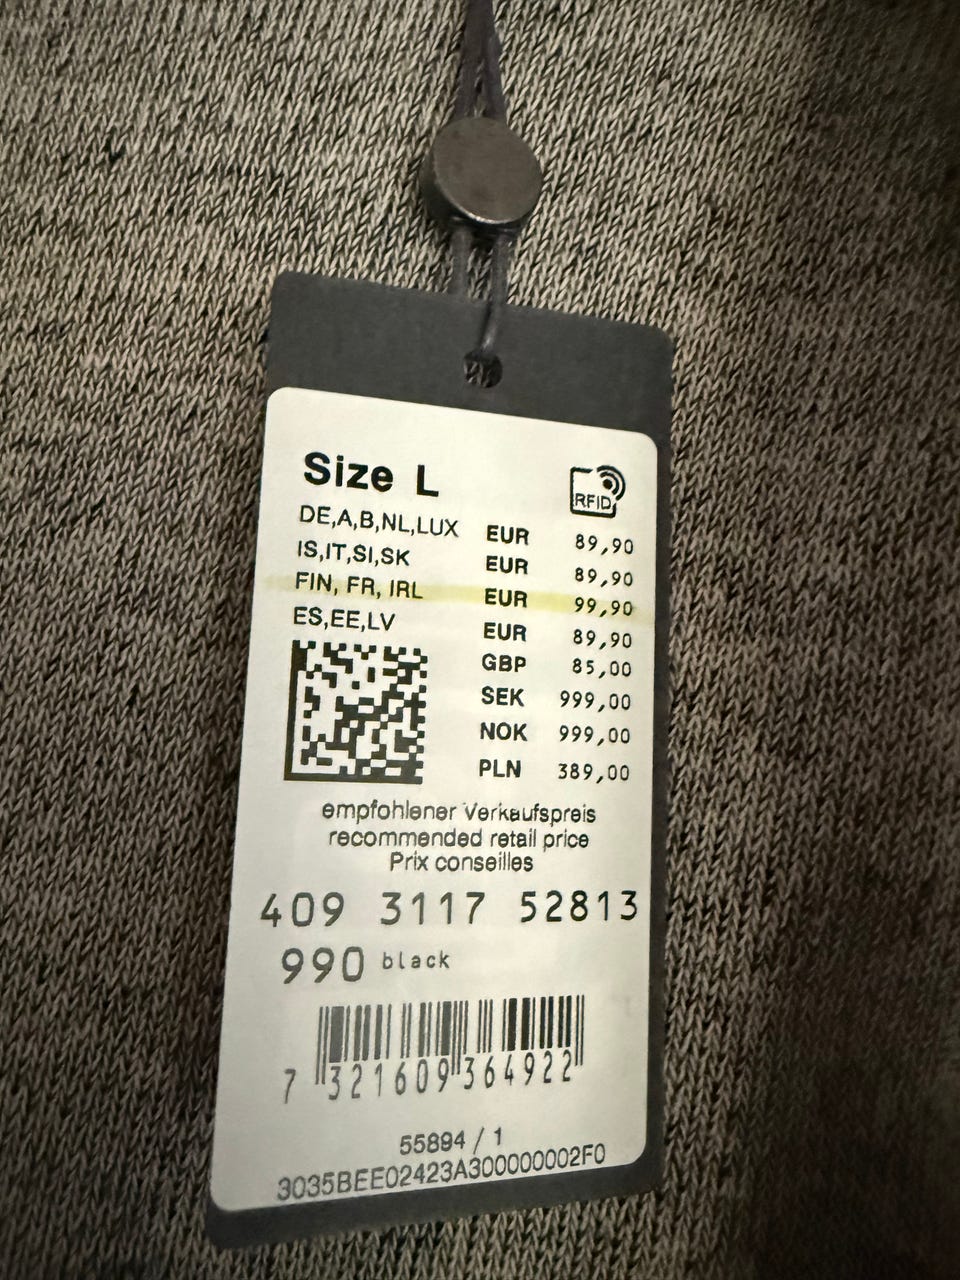 Size L
RFID
DE,A,B,NL,LUX EUR 89,90
IS,IT,SI,SK EUR 89,90
FIN, FR, IRL EUR 99,90
ES,EE,LV EUR 89,90
GBP 85,00
SEK 999,00
NOK 999,00
PLN 389,00
empfohlener Verkaufspreis
recommended retail price
Prix conseilles
409 3117 52813
990 black
7 321609 364922
55894 / 1
3035BEE02423A300000002F0